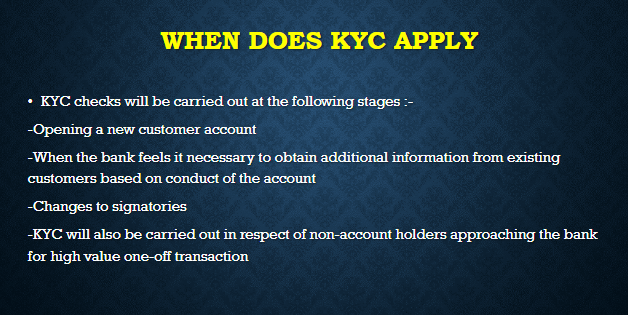 WHEN DOES KYC APPLY
• KYC checks will be carried out at the following stages :-
-Opening a new customer account
-When the bank feels it necessary to obtain additional information from existing
customers based on conduct of the account
-Changes to signatories
-KYC will also be carried out in respect of non-account holders approaching the bank
for high value one-off transaction